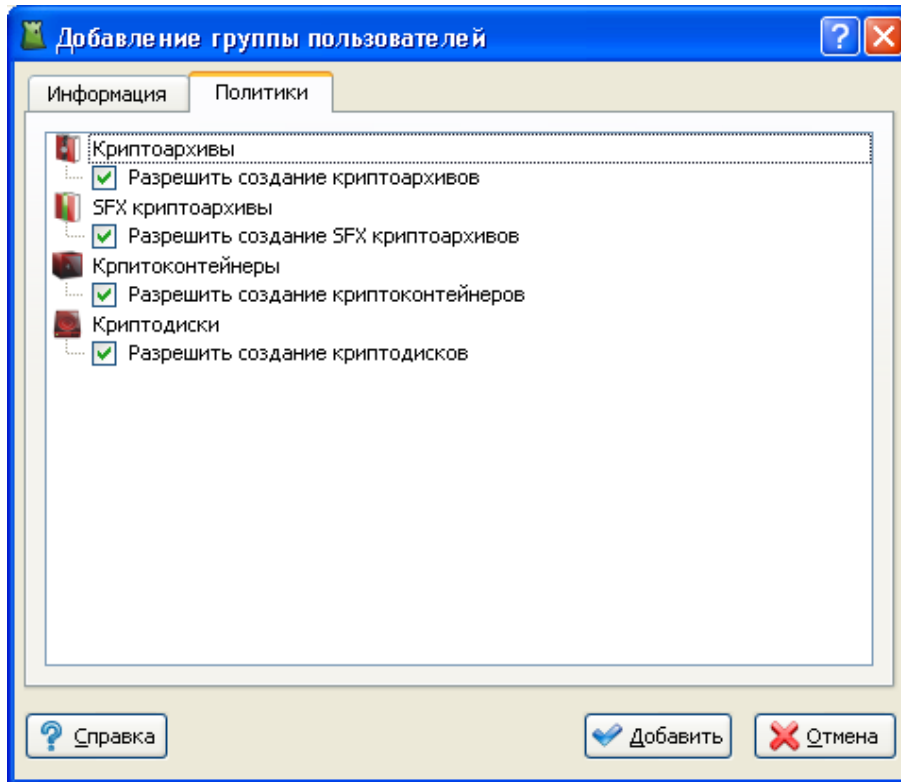 Добавление группы пользователей
Информация Политики
Криптоархивы
Разрешить создание криптоархивов
SFX криптоархивы
Разрешить создание SFX криптоархивов
Крпитоконтейнеры
Разрешить создание криптоконтейнеров
Криптодиски
Разрешить создание криптодисков
Справка Добавить Отмена